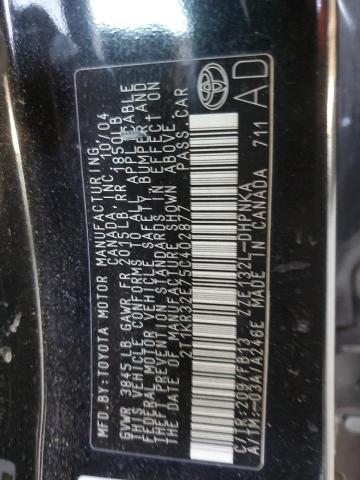 MFD.BY:TOYOTA MOTOR MANUFACTURING
CANADA, INC. 10/04
GVWR 3845LB GAWR FR 2015LB RR 1850LB
THIS VEHICLE CONFORMS TO ALL APPLICABLE
FEDERAL MOTOR VEHICLE SAFETY BUMPER AND
THEFT PREVENTION STANDARDS IN EFFECT ON
THE DATE OF MANUFACTURE SHOWN ABOVE.
2T1KR32E45C402877 PASS.CAR
C/TR:209/FB13 ZZE132L-DHPNKA
A/TM:-03A/A246E MADE IN CANADA 711
AD